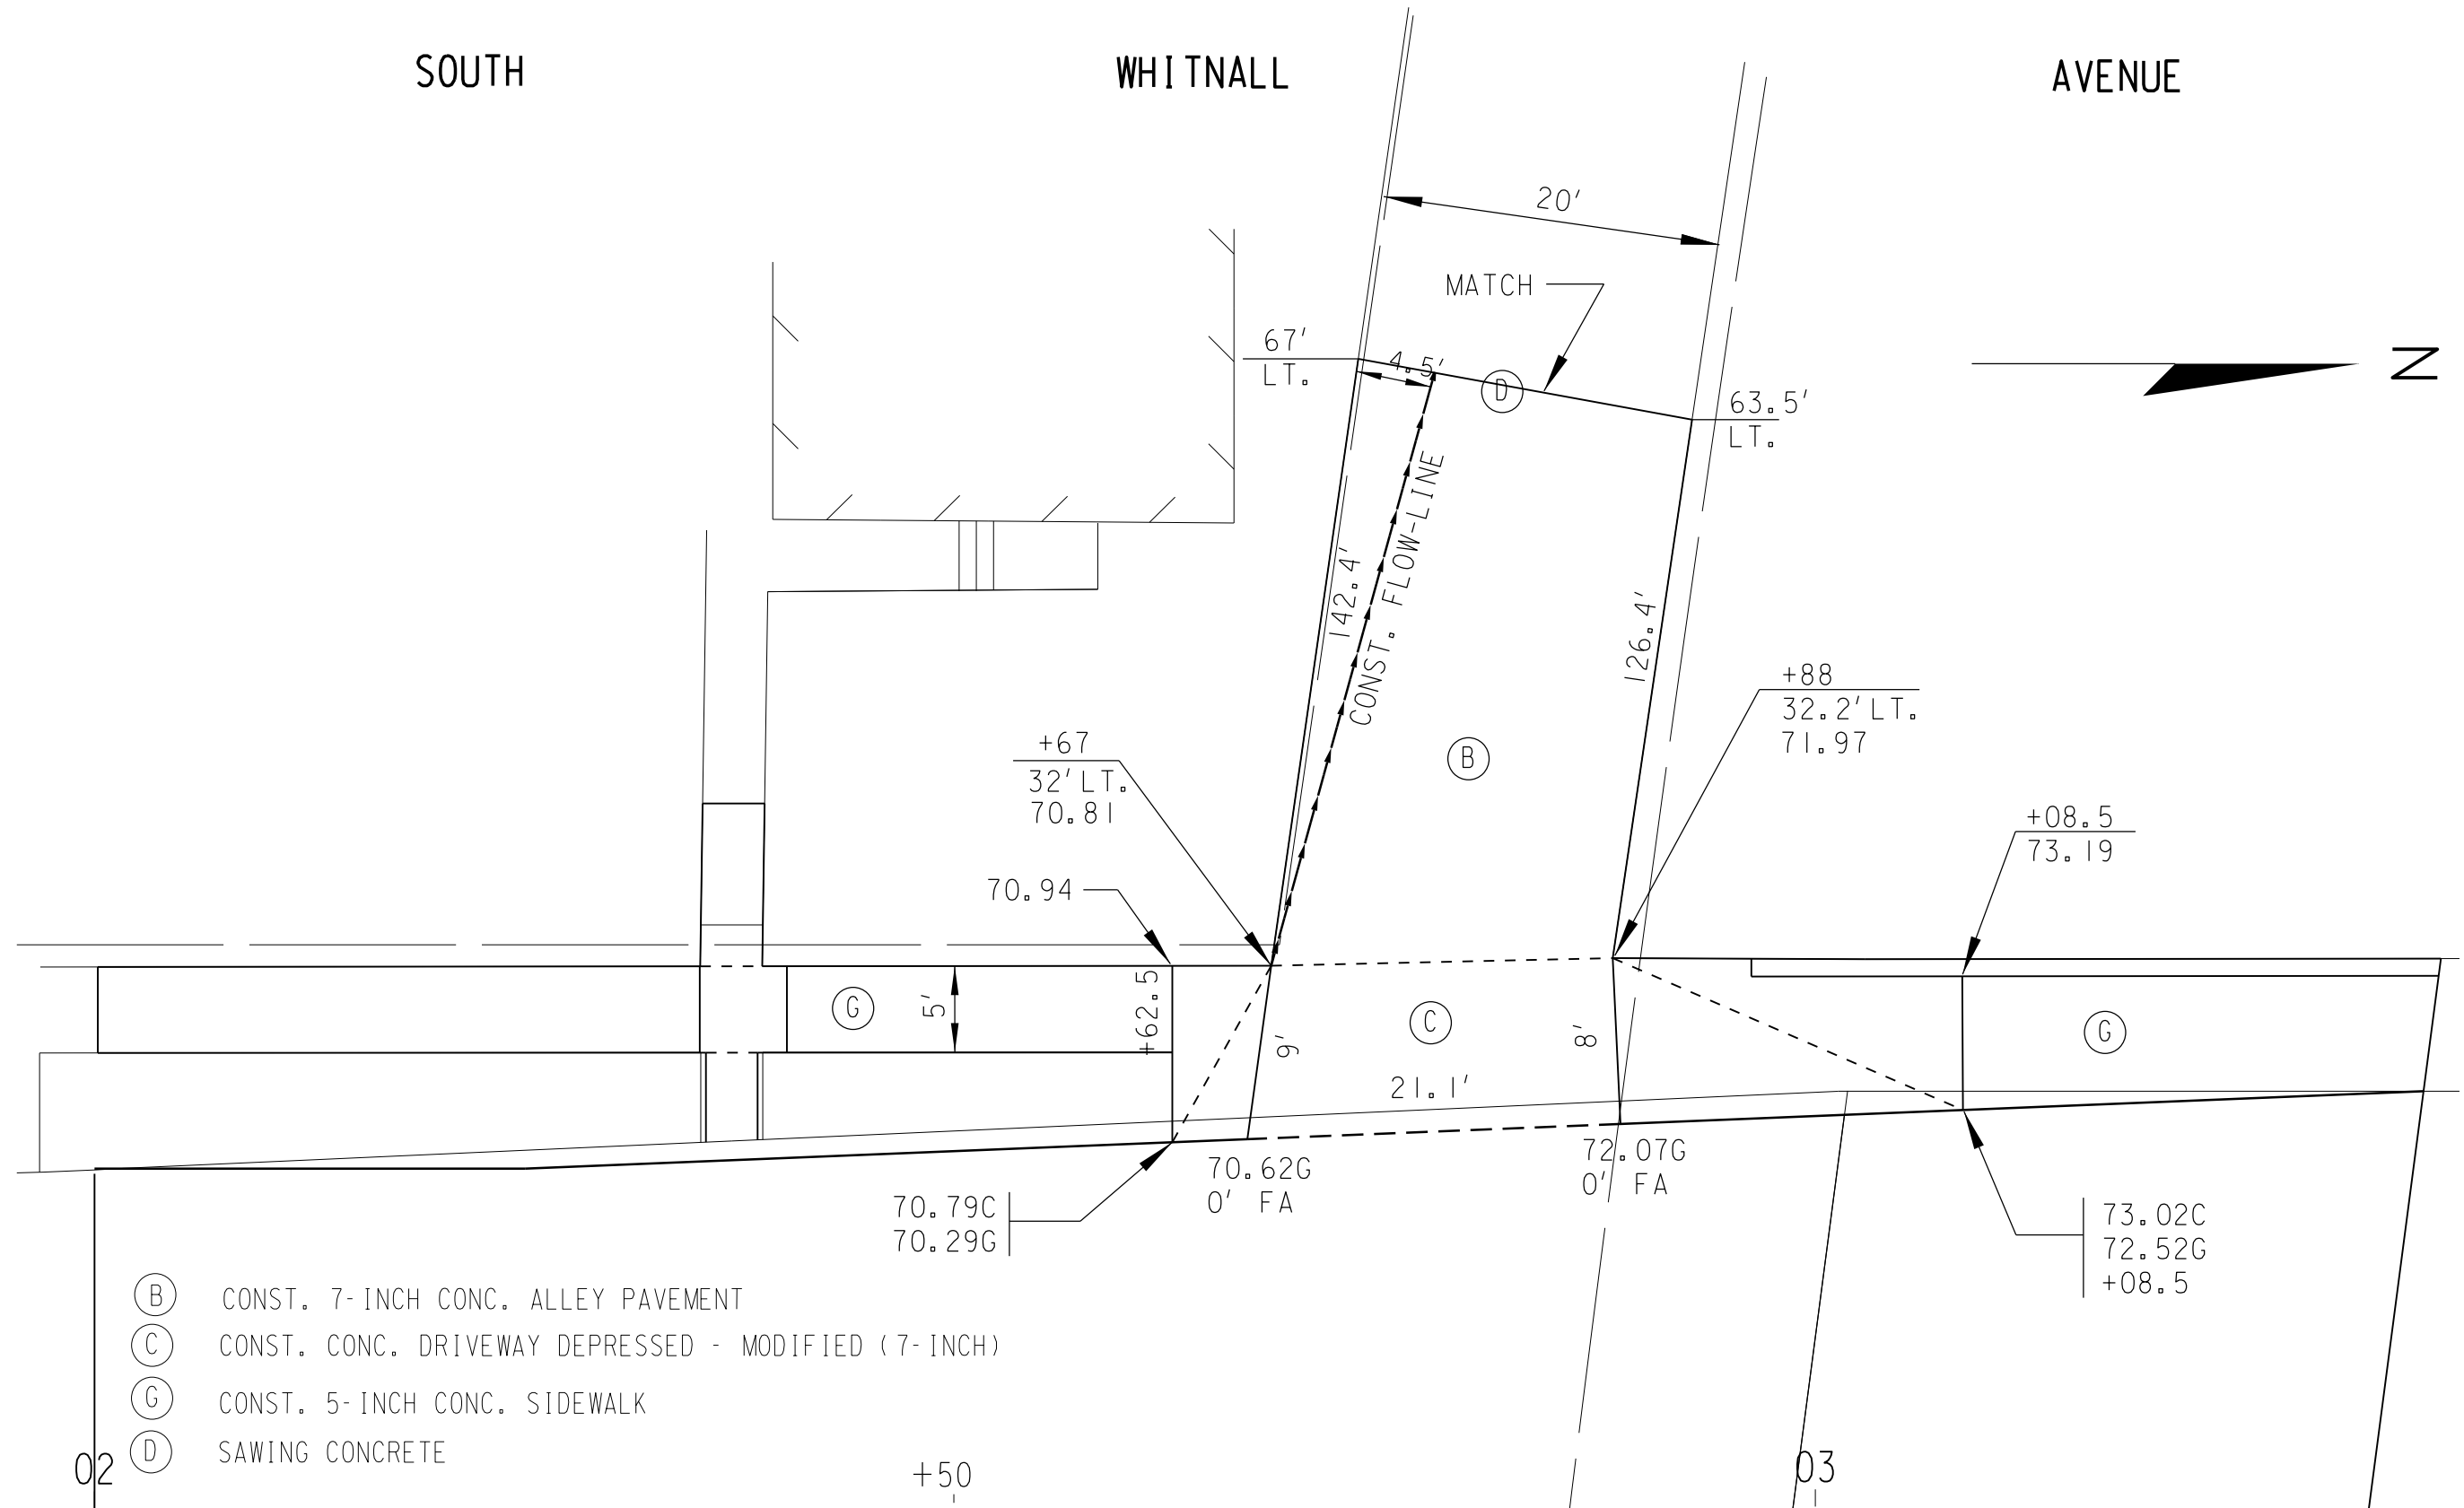 SOUTH WHITNALL AVENUE
20'
MATCH
N
67'
LT.
4.5'
D
63.5'
LT.
142.4'
CONST. FLOW-LINE
126.4'
B
+88
32.2'LT.
71.97
+67
32'LT.
70.81
+08.5
73.19
70.94
G
5'
+62.5
9'
C
8'
G
21.1'
70.62G
0' FA
72.07G
0' FA
70.79C
70.29G
73.02C
72.52G
+08.5
B CONST. 7-INCH CONC. ALLEY PAVEMENT
C CONST. CONC. DRIVEWAY DEPRESSED - MODIFIED (7-INCH)
G CONST. 5-INCH CONC. SIDEWALK
D SAWING CONCRETE
02 +50 03